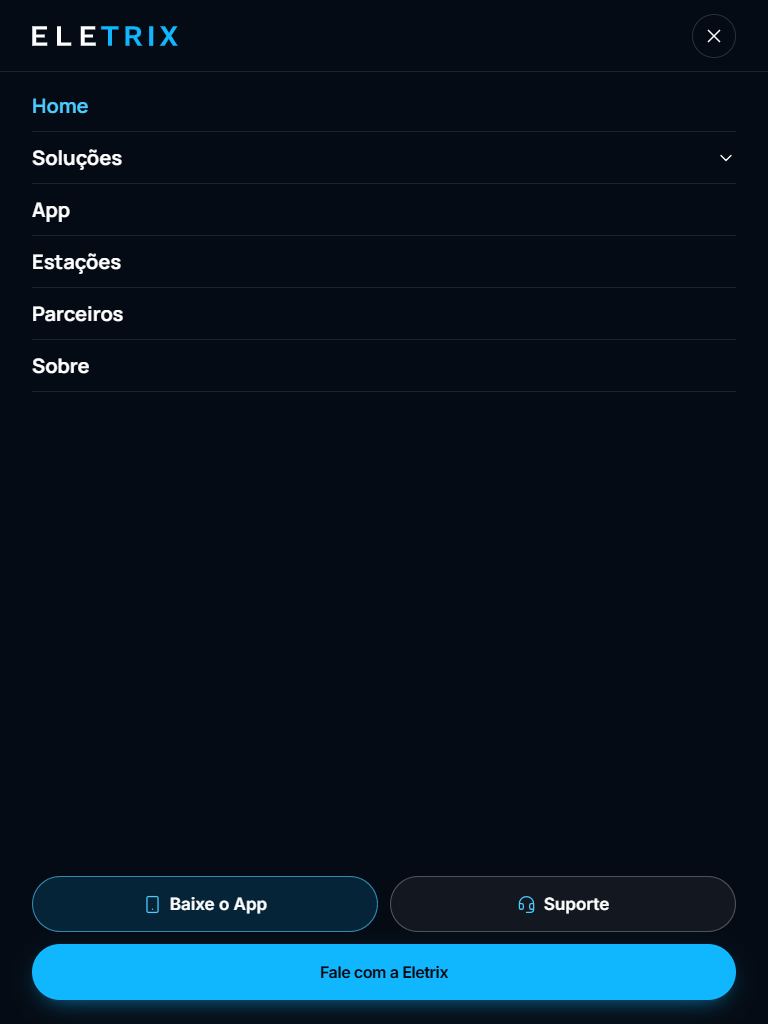 ELETRIX
Home
Soluções
App
Estações
Parceiros
Sobre
Baixe o App
Suporte
Fale com a Eletrix